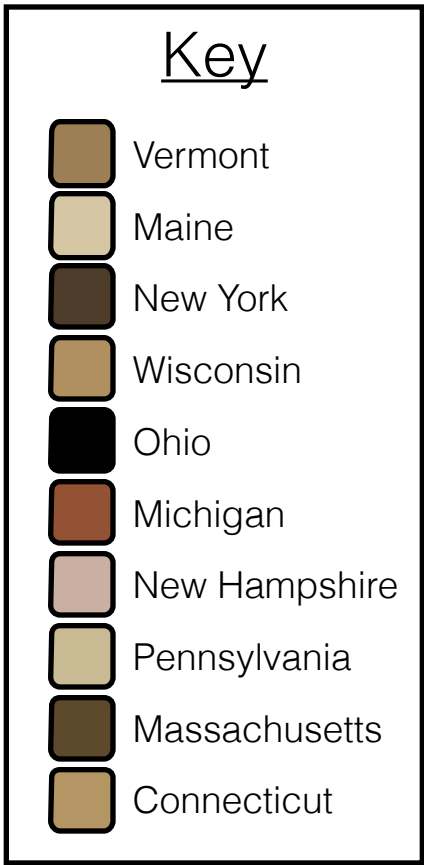 Key
Vermont
Maine
New York
Wisconsin
Ohio
Michigan
New Hampshire
Pennsylvania
Massachusetts
Connecticut